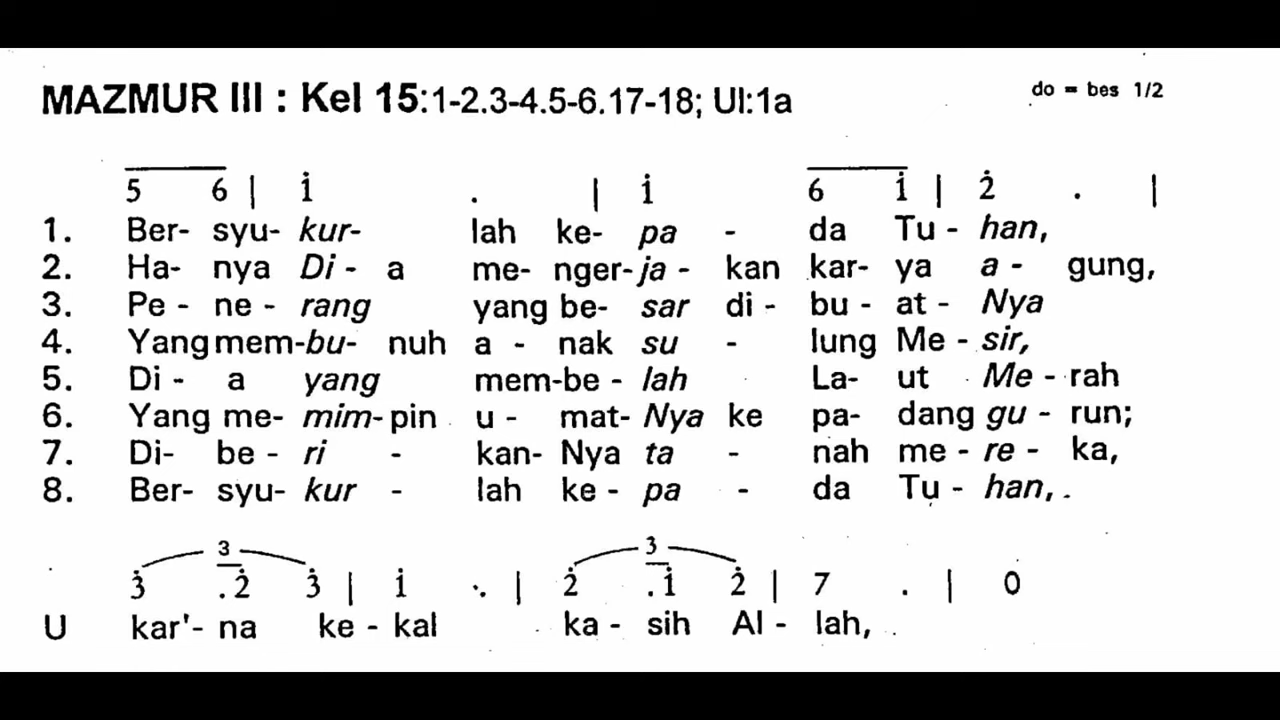 MAZMUR III : Kel 15:1-2.3-4.5-6.17-18; Ul:1a do = bes 1/2
5 6 | i̇ . | i̇ 6 i̇ | 2̇ . |
1. Ber- syu- kur- lah ke- pa - da Tu - han,
2. Ha- nya Di - a me- nger-ja - kan kar- ya a - gung,
3. Pe - ne - rang yang be- sar di - bu - at - Nya
4. Yang mem-bu- nuh a - nak su - lung Me - sir,
5. Di - a yang mem-be - lah La- ut Me - rah
6. Yang me- mim- pin u - mat- Nya ke pa- dang gu - run;
7. Di- be - ri - kan- Nya ta - nah me - re - ka,
8. Ber- syu- kur - lah ke - pa - da Tu - han,.
3 3
3̇ .2̇ 3̇ | i̇ . | 2̇ .i̇ 2̇ | 7 . | 0
U kar'- na ke - kal ka - sih Al - lah,